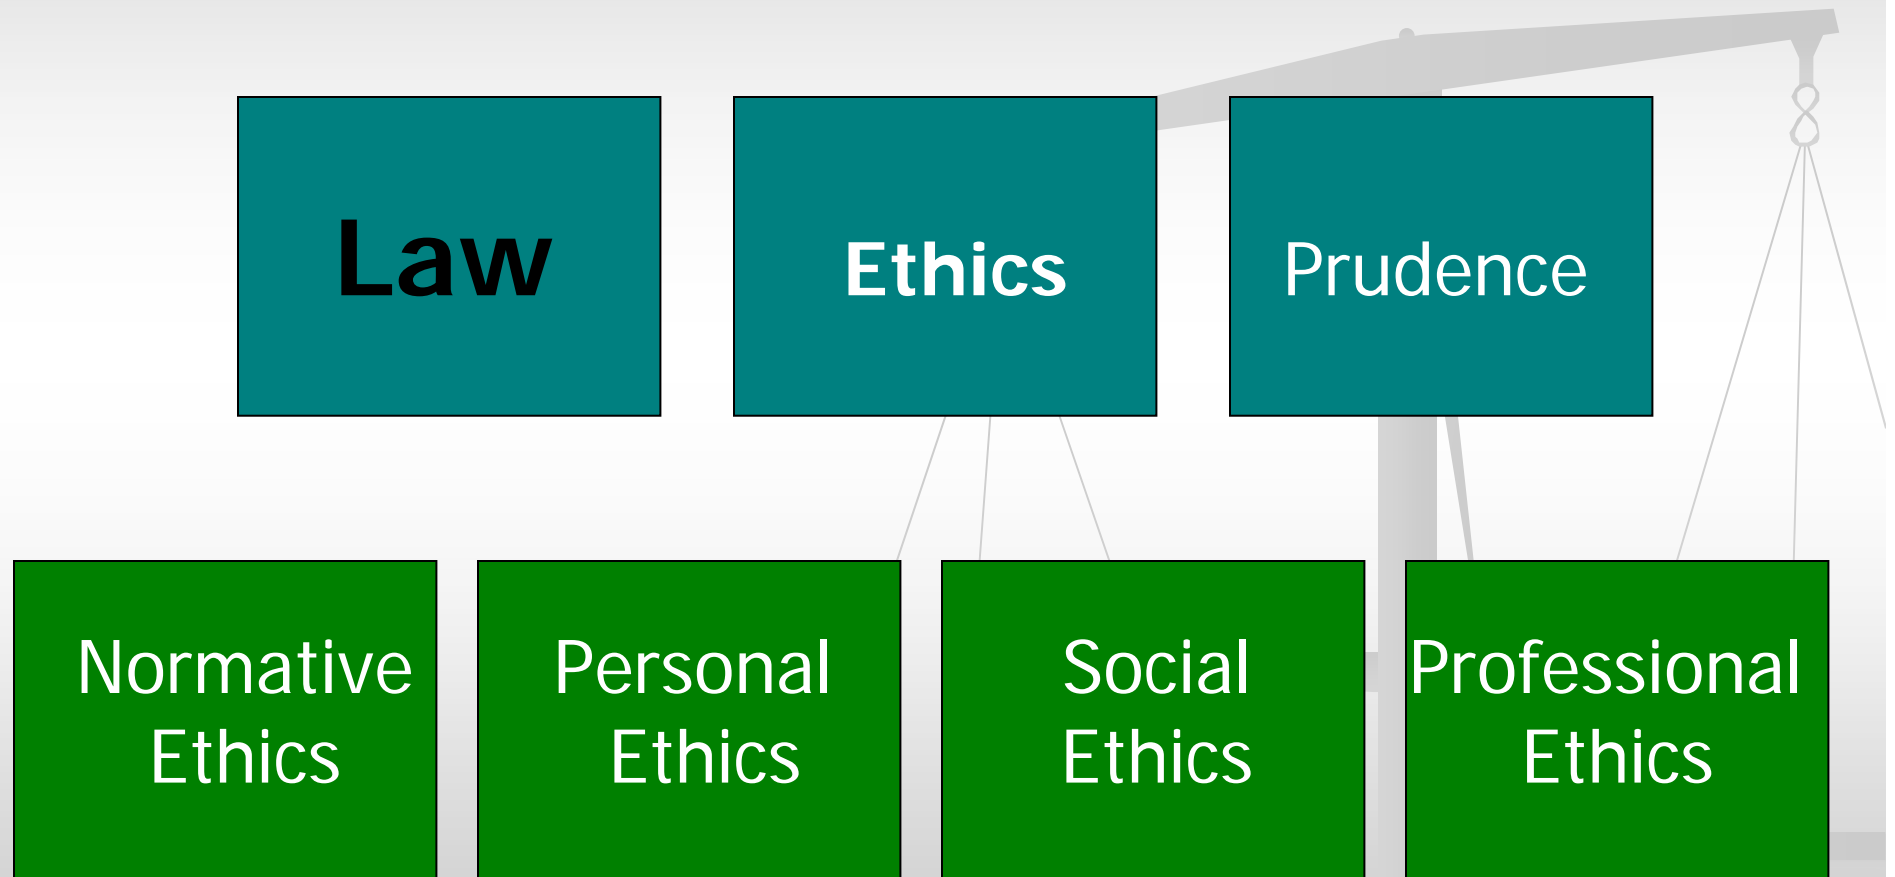 Law
Ethics
Prudence
Normative
Ethics
Personal
Ethics
Social
Ethics
Professional
Ethics